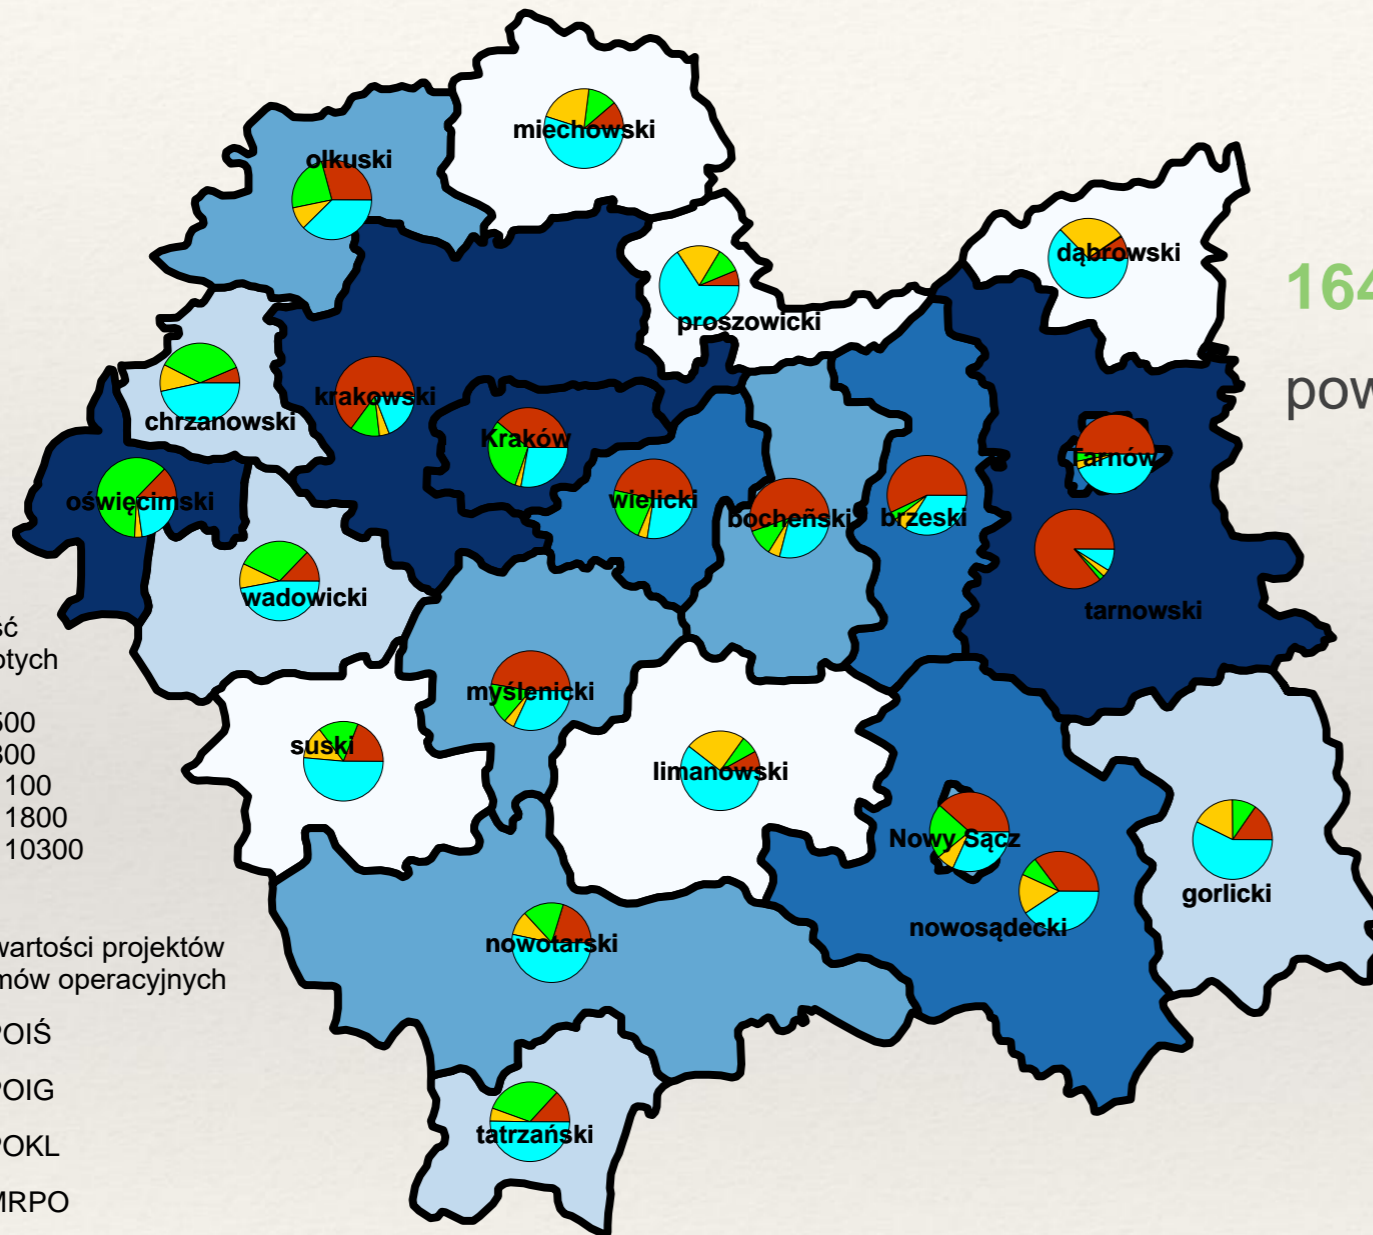 miechowski
olkuski
dąbrowski
proszowicki
164
pow
chrzanowski
krakowski
Kraków
Tarnów
oświęcimski
wielicki
bocheñski
brzeski
wadowicki
tarnowski
ść
otych
myślenicki
500
300
100
1800
10300
suski
limanowski
Nowy Sącz
gorlicki
nowosądecki
nowotarski
wartości projektów
mów operacyjnych
POIŚ
POIG
POKL
MRPO
tatrzański